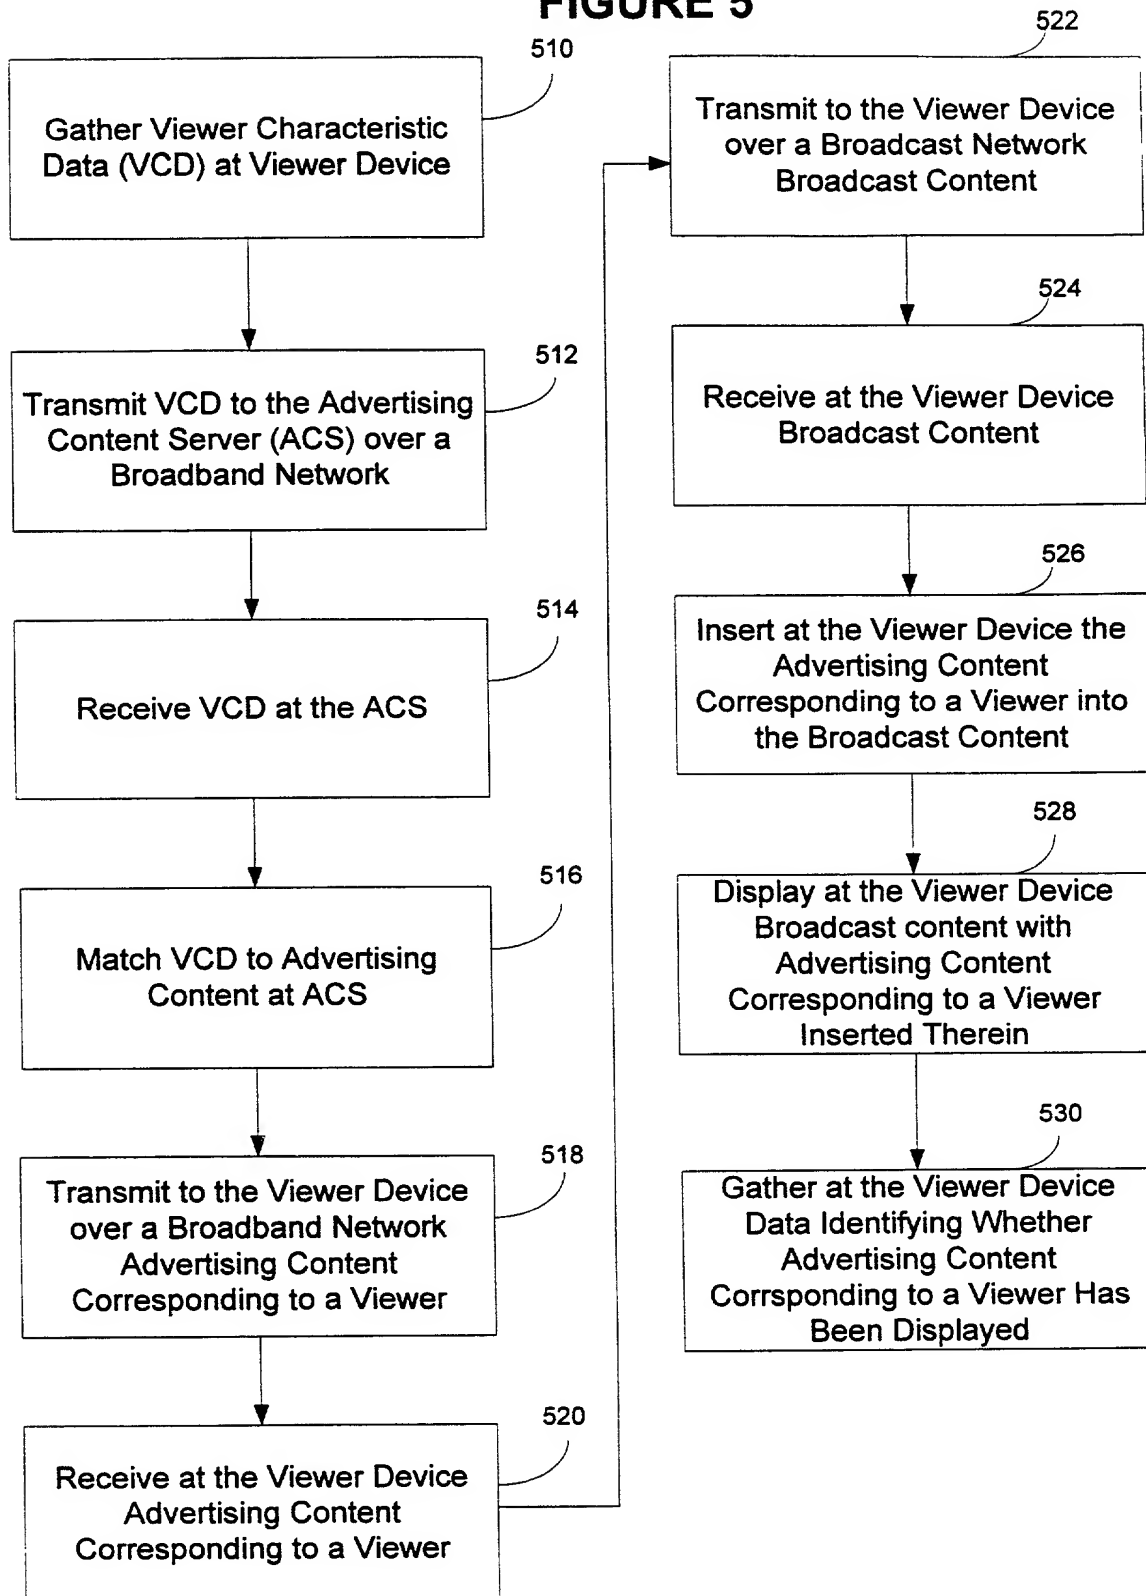 FIGURE 5
510
Gather Viewer Characteristic
Data (VCD) at Viewer Device
512
Transmit VCD to the Advertising
Content Server (ACS) over a
Broadband Network
514
Receive VCD at the ACS
516
Match VCD to Advertising
Content at ACS
518
Transmit to the Viewer Device
over a Broadband Network
Advertising Content
Corresponding to a Viewer
520
Receive at the Viewer Device
Advertising Content
Corresponding to a Viewer
522
Transmit to the Viewer Device
over a Broadcast Network
Broadcast Content
524
Receive at the Viewer Device
Broadcast Content
526
Insert at the Viewer Device the
Advertising Content
Corresponding to a Viewer into
the Broadcast Content
528
Display at the Viewer Device
Broadcast content with
Advertising Content
Corresponding to a Viewer
Inserted Therein
530
Gather at the Viewer Device
Data Identifying Whether
Advertising Content
Corrsponding to a Viewer Has
Been Displayed